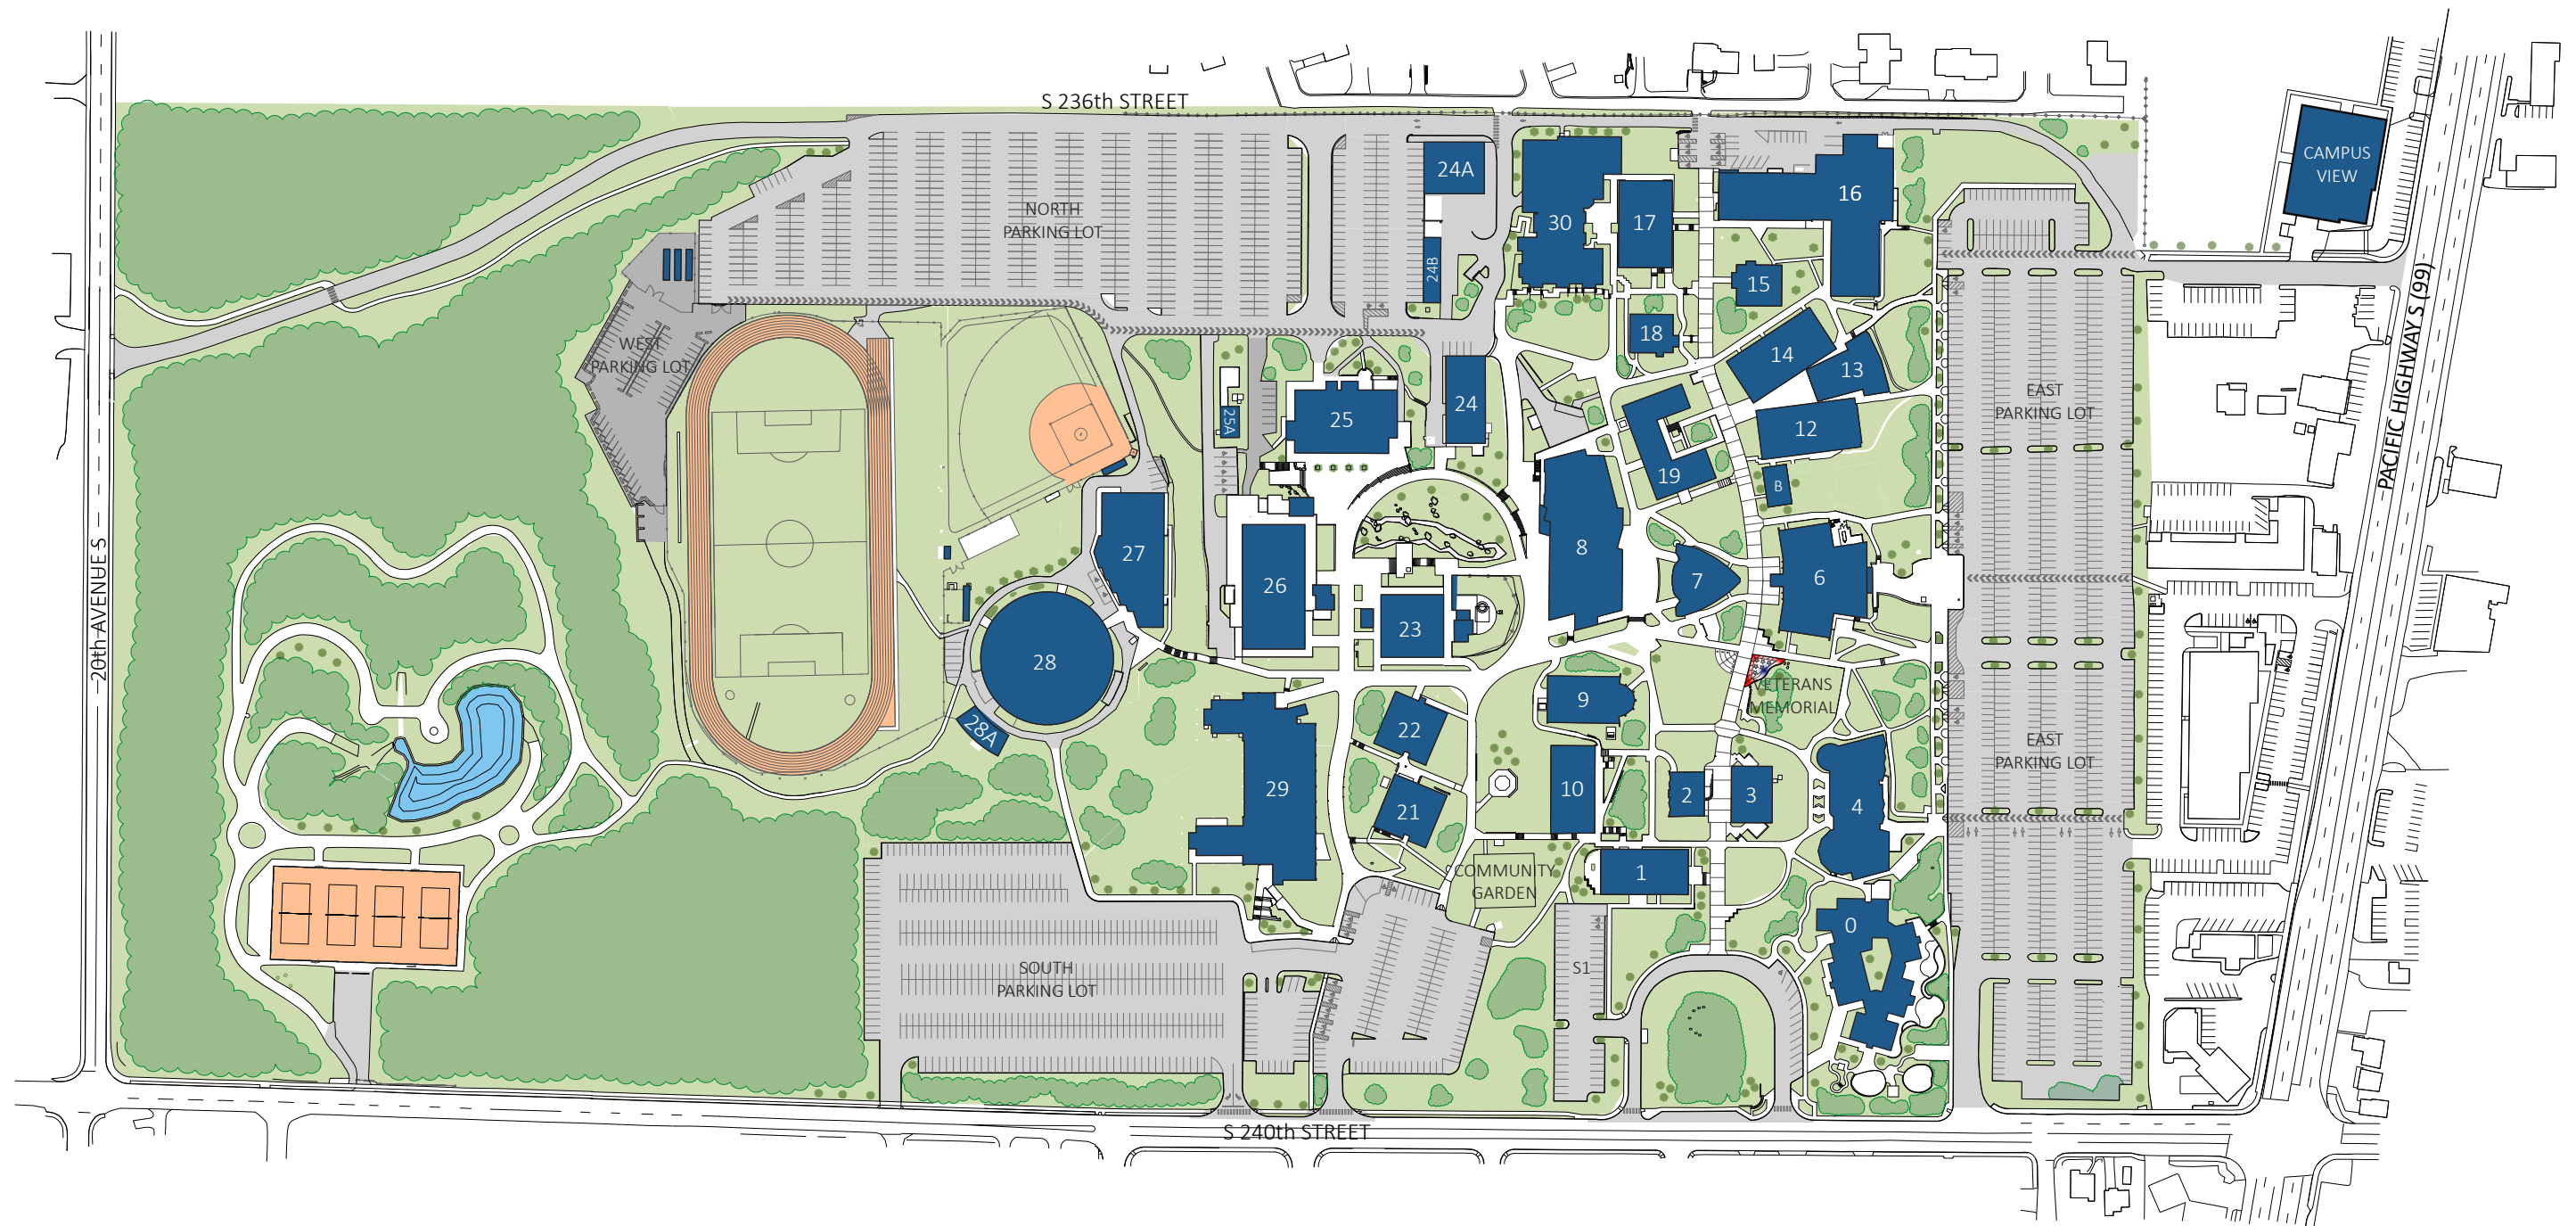 S 236th STREET
CAMPUS
VIEW
24A
16
NORTH
PARKING LOT
30
17
24B
15
18
WEST
PARKING LOT
14
13
EAST
PARKING LOT
PACIFIC HIGHWAY S (99)
25A
25
24
12
19
B
27
8
26
7
6
20th AVENUE S
23
28
VETERANS
MEMORIAL
9
22
28A
EAST
PARKING LOT
29
10
2
3
4
21
COMMUNITY
GARDEN
1
0
SOUTH
PARKING LOT
S1
S 240th STREET